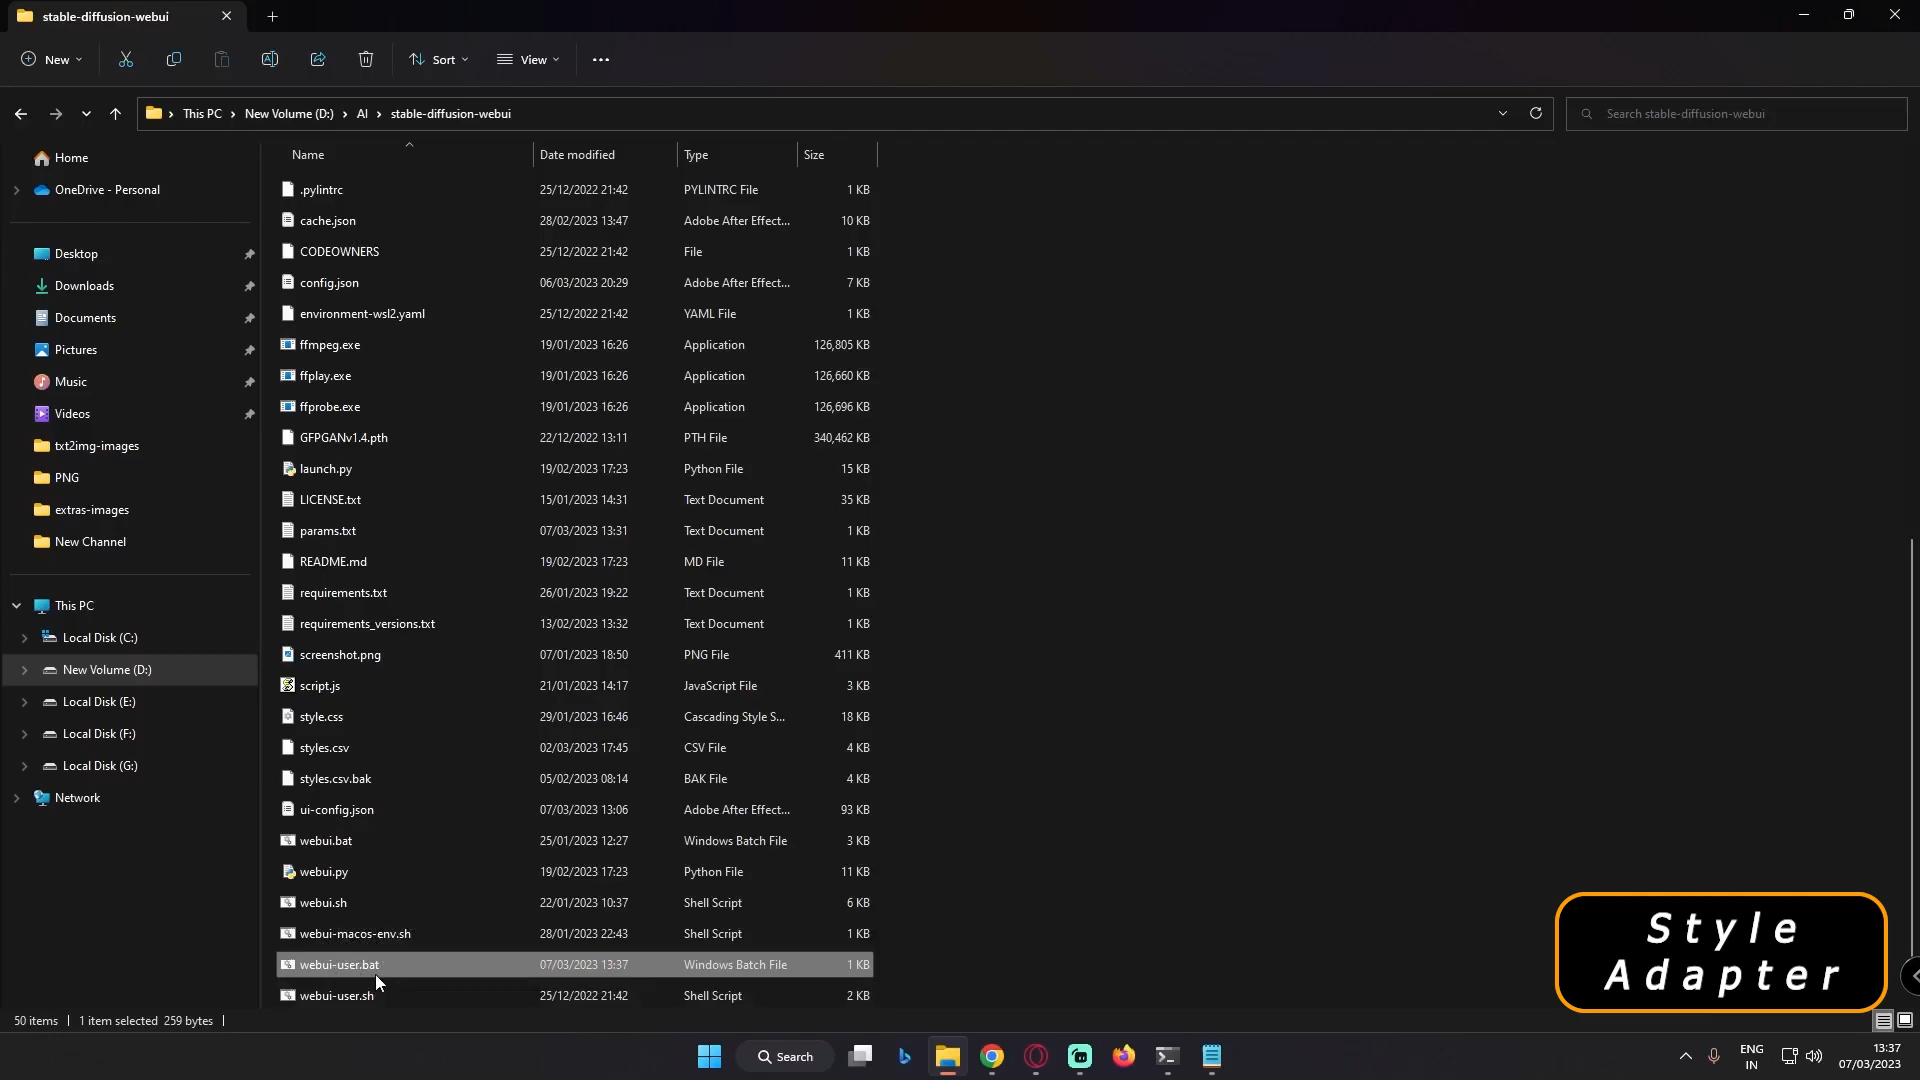 stable-diffusion-webui
New
Sort
View
This PC
New Volume (D:)
AI
stable-diffusion-webui
Search stable-diffusion-webui
Home
OneDrive - Personal
Desktop
Downloads
Documents
Pictures
Music
Videos
txt2img-images
PNG
extras-images
New Channel
This PC
Local Disk (C:)
New Volume (D:)
Local Disk (E:)
Local Disk (F:)
Local Disk (G:)
Network
Name Date modified Type Size
.pylintrc 25/12/2022 21:42 PYLINTRC File 1 KB
cache.json 28/02/2023 13:47 Adobe After Effect... 10 KB
CODEOWNERS 25/12/2022 21:42 File 1 KB
config.json 06/03/2023 20:29 Adobe After Effect... 7 KB
environment-wsl2.yaml 25/12/2022 21:42 YAML File 1 KB
ffmpeg.exe 19/01/2023 16:26 Application 126,805 KB
ffplay.exe 19/01/2023 16:26 Application 126,660 KB
ffprobe.exe 19/01/2023 16:26 Application 126,696 KB
GFPGANv1.4.pth 22/12/2022 13:11 PTH File 340,462 KB
launch.py 19/02/2023 17:23 Python File 15 KB
LICENSE.txt 15/01/2023 14:31 Text Document 35 KB
params.txt 07/03/2023 13:31 Text Document 1 KB
README.md 19/02/2023 17:23 MD File 11 KB
requirements.txt 26/01/2023 19:22 Text Document 1 KB
requirements_versions.txt 13/02/2023 13:32 Text Document 1 KB
screenshot.png 07/01/2023 18:50 PNG File 411 KB
script.js 21/01/2023 14:17 JavaScript File 3 KB
style.css 29/01/2023 16:46 Cascading Style S... 18 KB
styles.csv 02/03/2023 17:45 CSV File 4 KB
styles.csv.bak 05/02/2023 08:14 BAK File 4 KB
ui-config.json 07/03/2023 13:06 Adobe After Effect... 93 KB
webui.bat 25/01/2023 12:27 Windows Batch File 3 KB
webui.py 19/02/2023 17:23 Python File 11 KB
webui.sh 22/01/2023 10:37 Shell Script 6 KB
webui-macos-env.sh 28/01/2023 22:43 Shell Script 1 KB
webui-user.bat 07/03/2023 13:37 Windows Batch File 1 KB
webui-user.sh 25/12/2022 21:42 Shell Script 2 KB
Style
Adapter
50 items 1 item selected 259 bytes
Search
ENG
IN
13:37
07/03/2023